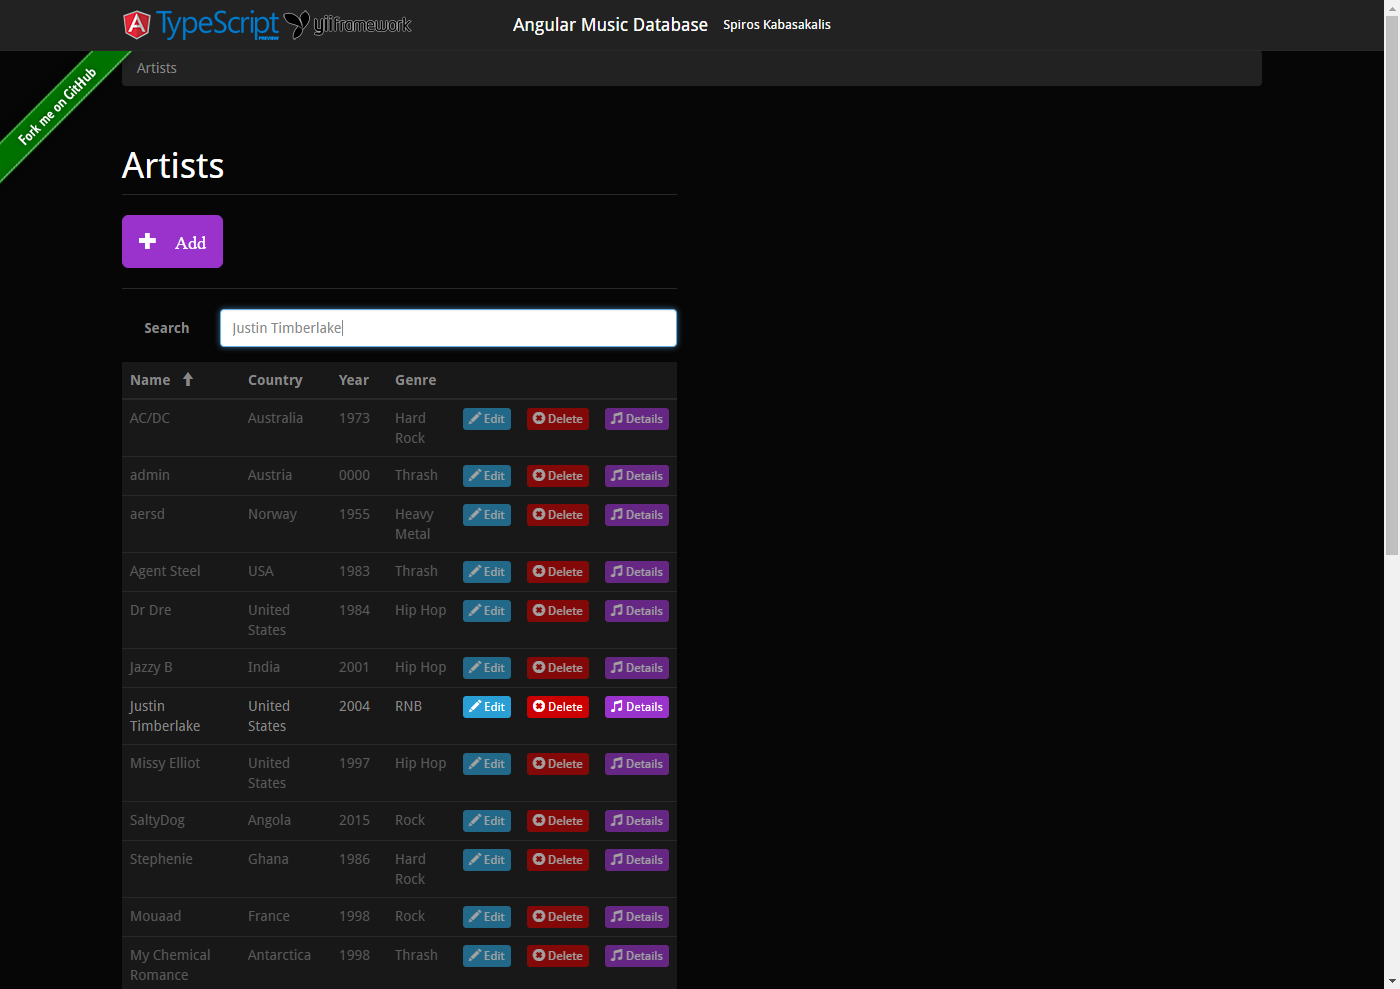 TypeScript PREVIEW yiiframework Angular Music Database Spiros Kabasakalis
Fork me on GitHub
Artists
Artists
Add
Search Justin Timberlake
Name Country Year Genre
AC/DC Australia 1973 Hard Rock Edit Delete Details
admin Austria 0000 Thrash Edit Delete Details
aersd Norway 1955 Heavy Metal Edit Delete Details
Agent Steel USA 1983 Thrash Edit Delete Details
Dr Dre United States 1984 Hip Hop Edit Delete Details
Jazzy B India 2001 Hip Hop Edit Delete Details
Justin Timberlake United States 2004 RNB Edit Delete Details
Missy Elliot United States 1997 Hip Hop Edit Delete Details
SaltyDog Angola 2015 Rock Edit Delete Details
Stephenie Ghana 1986 Hard Rock Edit Delete Details
Mouaad France 1998 Rock Edit Delete Details
My Chemical Romance Antarctica 1998 Thrash Edit Delete Details